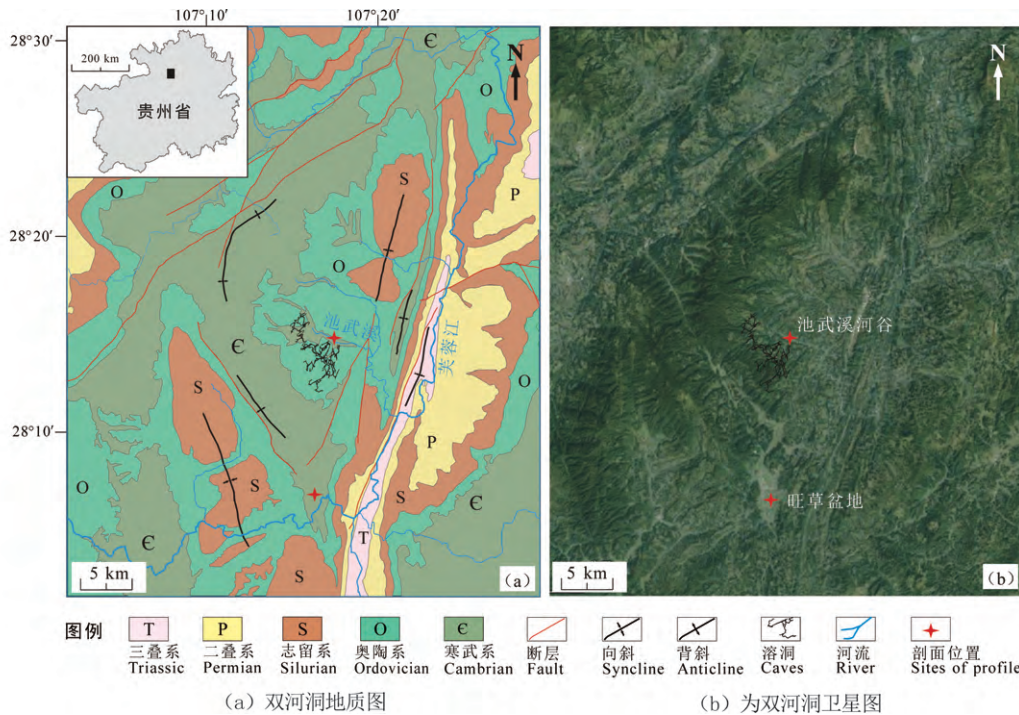 107°10′
107°20′
28°30′
28°20′
28°10′
200 km
贵州省
N
Є
O
O
S
P
O
O
池武溪
芙蓉江
Є
S
O
P
S
O
S
Є
Є
T
S
5 km
(a)
N
池武溪河谷
旺草盆地
5 km
(b)
图例
T
P
S
O
Є
三叠系
二叠系
志留系
奥陶系
寒武系
断层
向斜
背斜
溶洞
河流
剖面位置
Triassic
Permian
Silurian
Ordovician
Cambrian
Fault
Syncline
Anticline
Caves
River
Sites of profile
(a) 双河洞地质图
(b) 为双河洞卫星图